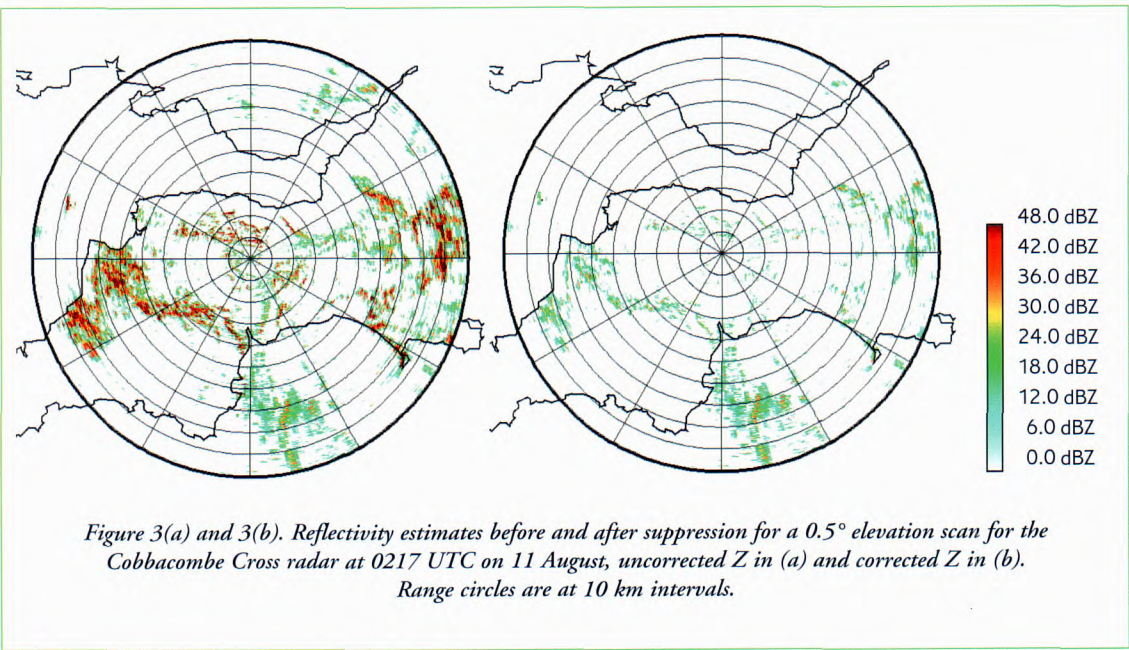 48.0 dBZ
42.0 dBZ
36.0 dBZ
30.0 dBZ
24.0 dBZ
18.0 dBZ
12.0 dBZ
6.0 dBZ
0.0 dBZ
Figure 3(a) and 3(b). Reflectivity estimates before and after suppression for a 0.5° elevation scan for the
Cobbacombe Cross radar at 0217 UTC on 11 August, uncorrected Z in (a) and corrected Z in (b).
Range circles are at 10 km intervals.